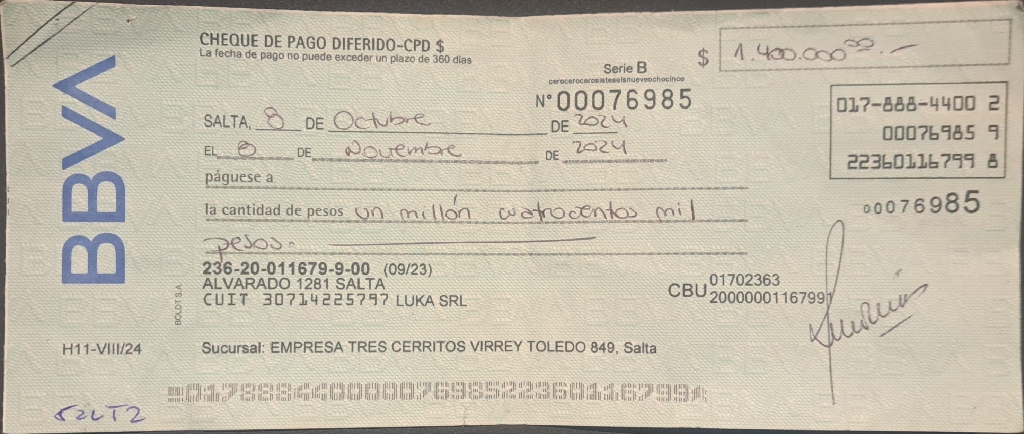 BBVA
CHEQUE DE PAGO DIFERIDO-CPD $
La fecha de pago no puede exceder un plazo de 360 días
$ 1.400.000 00.-
Serie B
cerocerocerosieteseisnueveochocinco
N° 00076985
017-888-4400 2
00076985 9
22360116799 8
SALTA, 8 DE Octubre DE 2024
EL 8 DE Noviembre DE 2024
páguese a
00076985
la cantidad de pesos un millón cuatrocientos mil
pesos.-
236-20-011679-9-00 (09/23)
ALVARADO 1281 SALTA
CUIT 30714225797 LUKA SRL
CBU 01702363
2000000116799
BOLDT S.A.
H11-VIII/24
Sucursal: EMPRESA TRES CERRITOS VIRREY TOLEDO 849, Salta